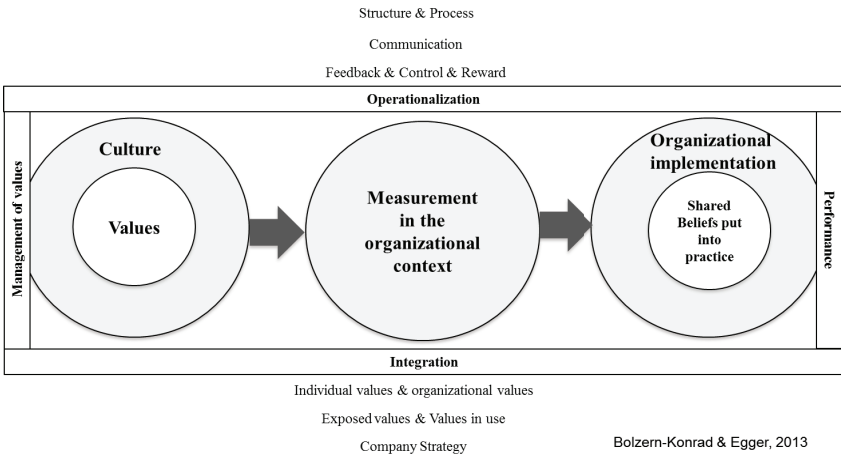 Structure & Process
Communication
Feedback & Control & Reward
Operationalization
Management of values
Culture
Values
Measurement
in the
organizational
context
Organizational
implementation
Shared
Beliefs put
into
practice
Performance
Integration
Individual values & organizational values
Exposed values & Values in use
Company Strategy
Bolzern-Konrad & Egger, 2013